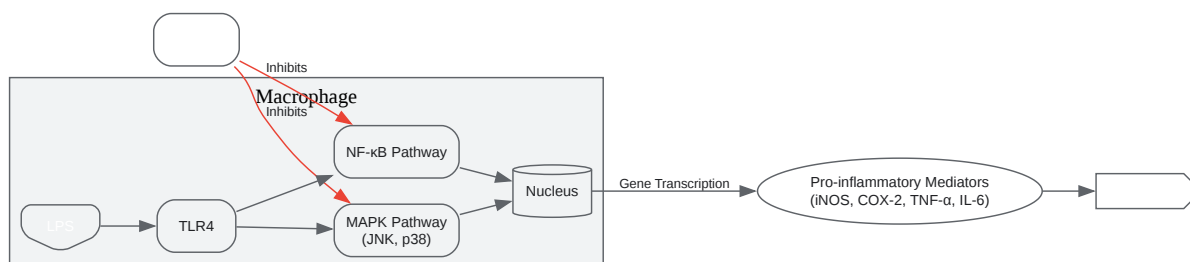 Inhibits
Macrophage
Inhibits
NF-κB Pathway
LPS
TLR4
MAPK Pathway
(JNK, p38)
Nucleus
Gene Transcription
Pro-inflammatory Mediators
(iNOS, COX-2, TNF-α, IL-6)